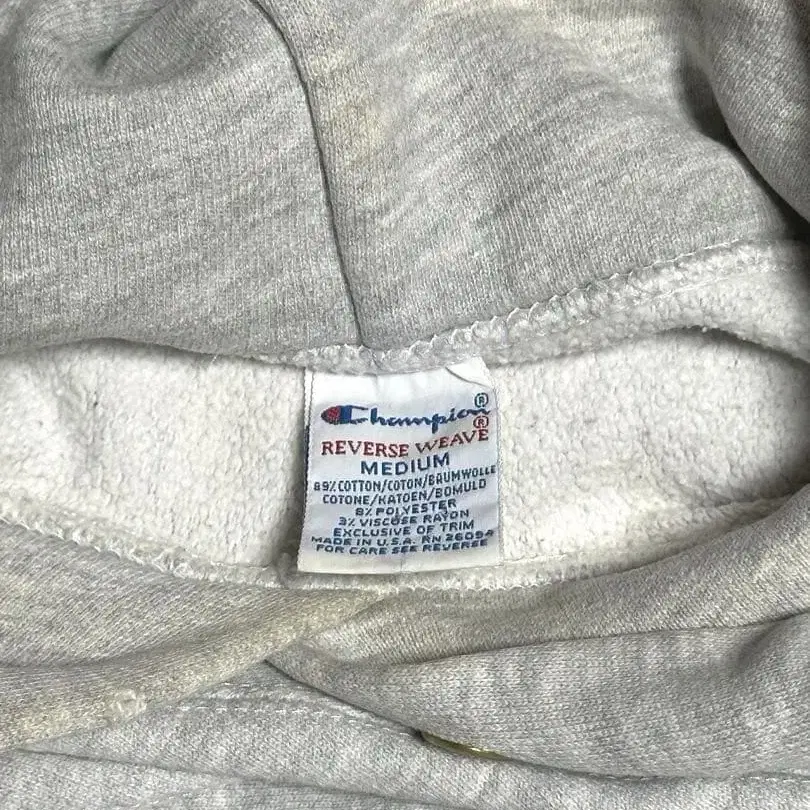 Champion®
REVERSE WEAVE®
MEDIUM
89% COTTON/COTON/BAUMWOLLE
COTONE/KATOEN/BOMULD
8% POLYESTER
3% VISCOSE RAYON
EXCLUSIVE OF TRIM
MADE IN U.S.A. RN 26094
FOR CARE SEE REVERSE